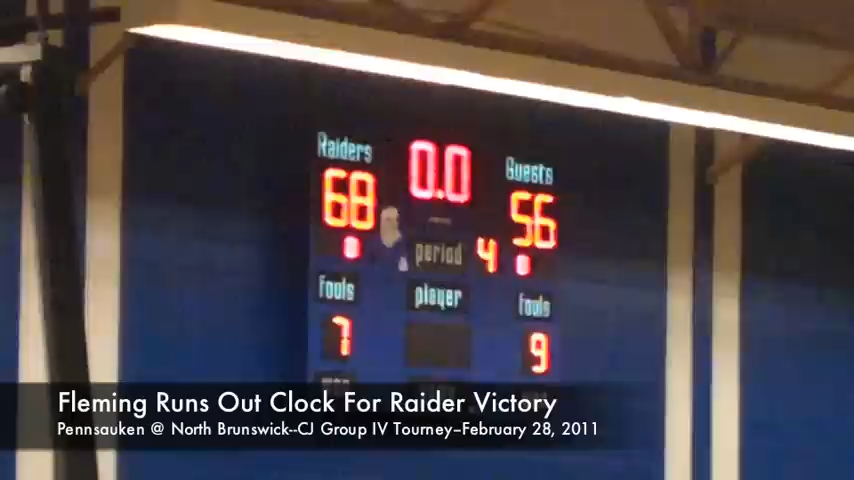 Raiders 0.0 Guests
68 56
period 4
fouls player fouls
7 9
Fleming Runs Out Clock For Raider Victory
Pennsauken @ North Brunswick--CJ Group IV Tourney--February 28, 2011